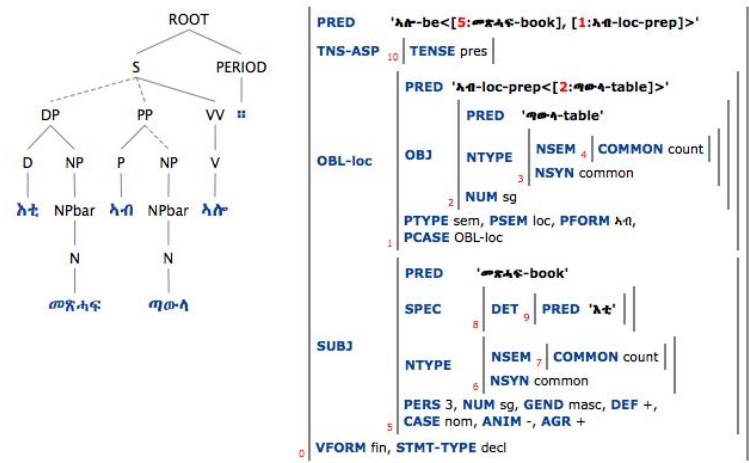 ROOT
S PERIOD
DP PP VV ፡፡
D NP P NP V
እቲ NPbar ኣብ NPbar ኣሎ
N N
መጽሓፍ ጣውላ
PRED 'ኣሎ-be<[5:መጽሓፍ-book], [1:ኣብ-loc-prep]>'
TNS-ASP 10 TENSE pres
PRED 'ኣብ-loc-prep<[2:ጣውላ-table]>'
PRED 'ጣውላ-table'
OBL-loc OBJ NTYPE NSEM 4 COMMON count
3 NSYN common
2 NUM sg
PTYPE sem, PSEM loc, PFORM ኣብ,
1 PCASE OBL-loc
PRED 'መጽሓፍ-book'
SPEC 8 DET 9 PRED 'እቲ'
SUBJ NTYPE NSEM 7 COMMON count
6 NSYN common
PERS 3, NUM sg, GEND masc, DEF +,
5 CASE nom, ANIM -, AGR +
0 VFORM fin, STMT-TYPE decl